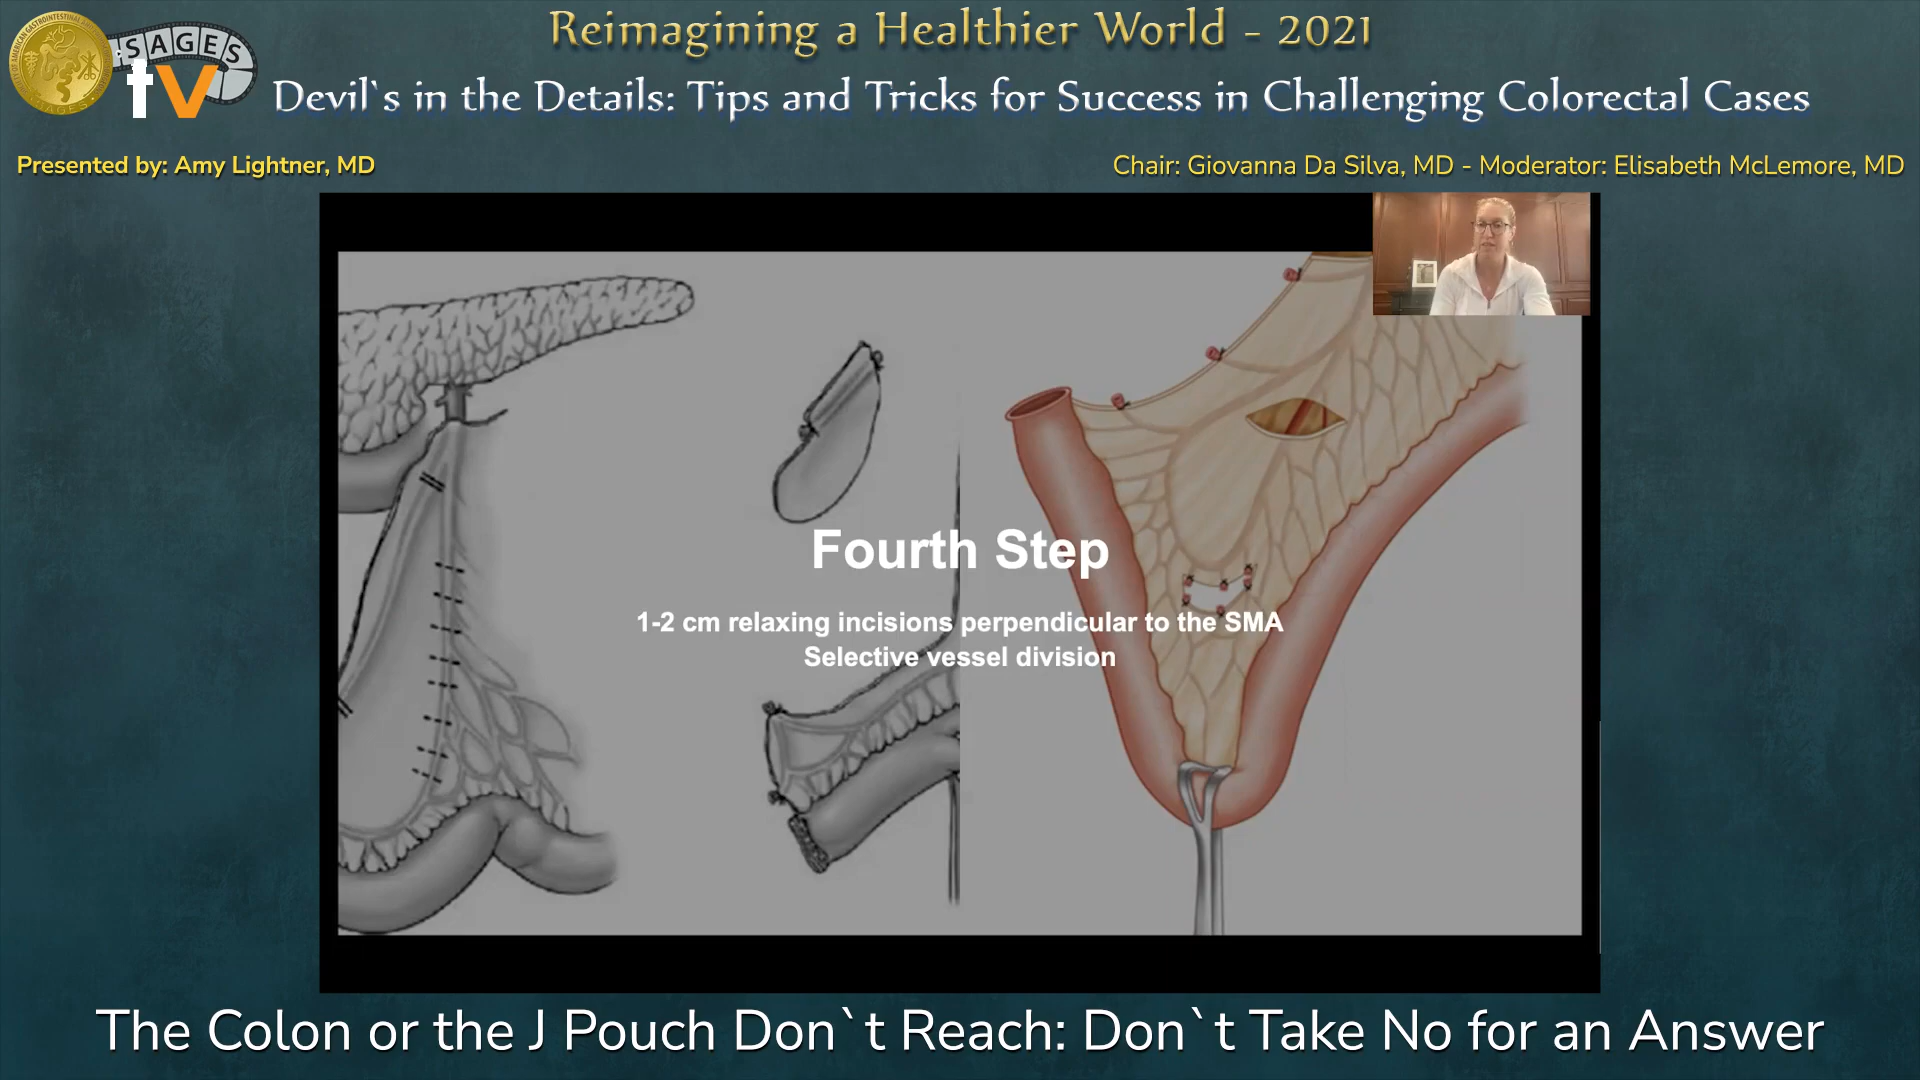 Reimagining a Healthier World - 2021
SAGES
tv
Devil`s in the Details: Tips and Tricks for Success in Challenging Colorectal Cases
Presented by: Amy Lightner, MD
Chair: Giovanna Da Silva, MD - Moderator: Elisabeth McLemore, MD
Fourth Step
1-2 cm relaxing incisions perpendicular to the SMA
Selective vessel division
The Colon or the J Pouch Don`t Reach: Don`t Take No for an Answer